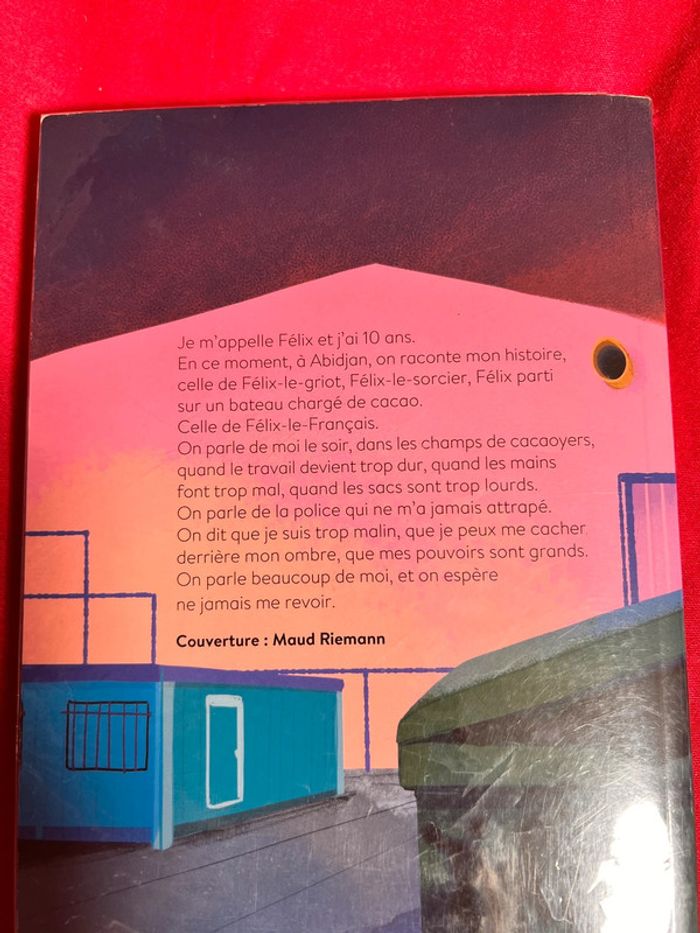 Je m'appelle Félix et j'ai 10 ans.
En ce moment, à Abidjan, on raconte mon histoire,
celle de Félix-le-griot, Félix-le-sorcier, Félix parti
sur un bateau chargé de cacao.
Celle de Félix-le-Français.
On parle de moi le soir, dans les champs de cacaoyers,
quand le travail devient trop dur, quand les mains
font trop mal, quand les sacs sont trop lourds.
On parle de la police qui ne m'a jamais attrapé.
On dit que je suis trop malin, que je peux me cacher
derrière mon ombre, que mes pouvoirs sont grands.
On parle beaucoup de moi, et on espère
ne jamais me revoir.
Couverture : Maud Riemann